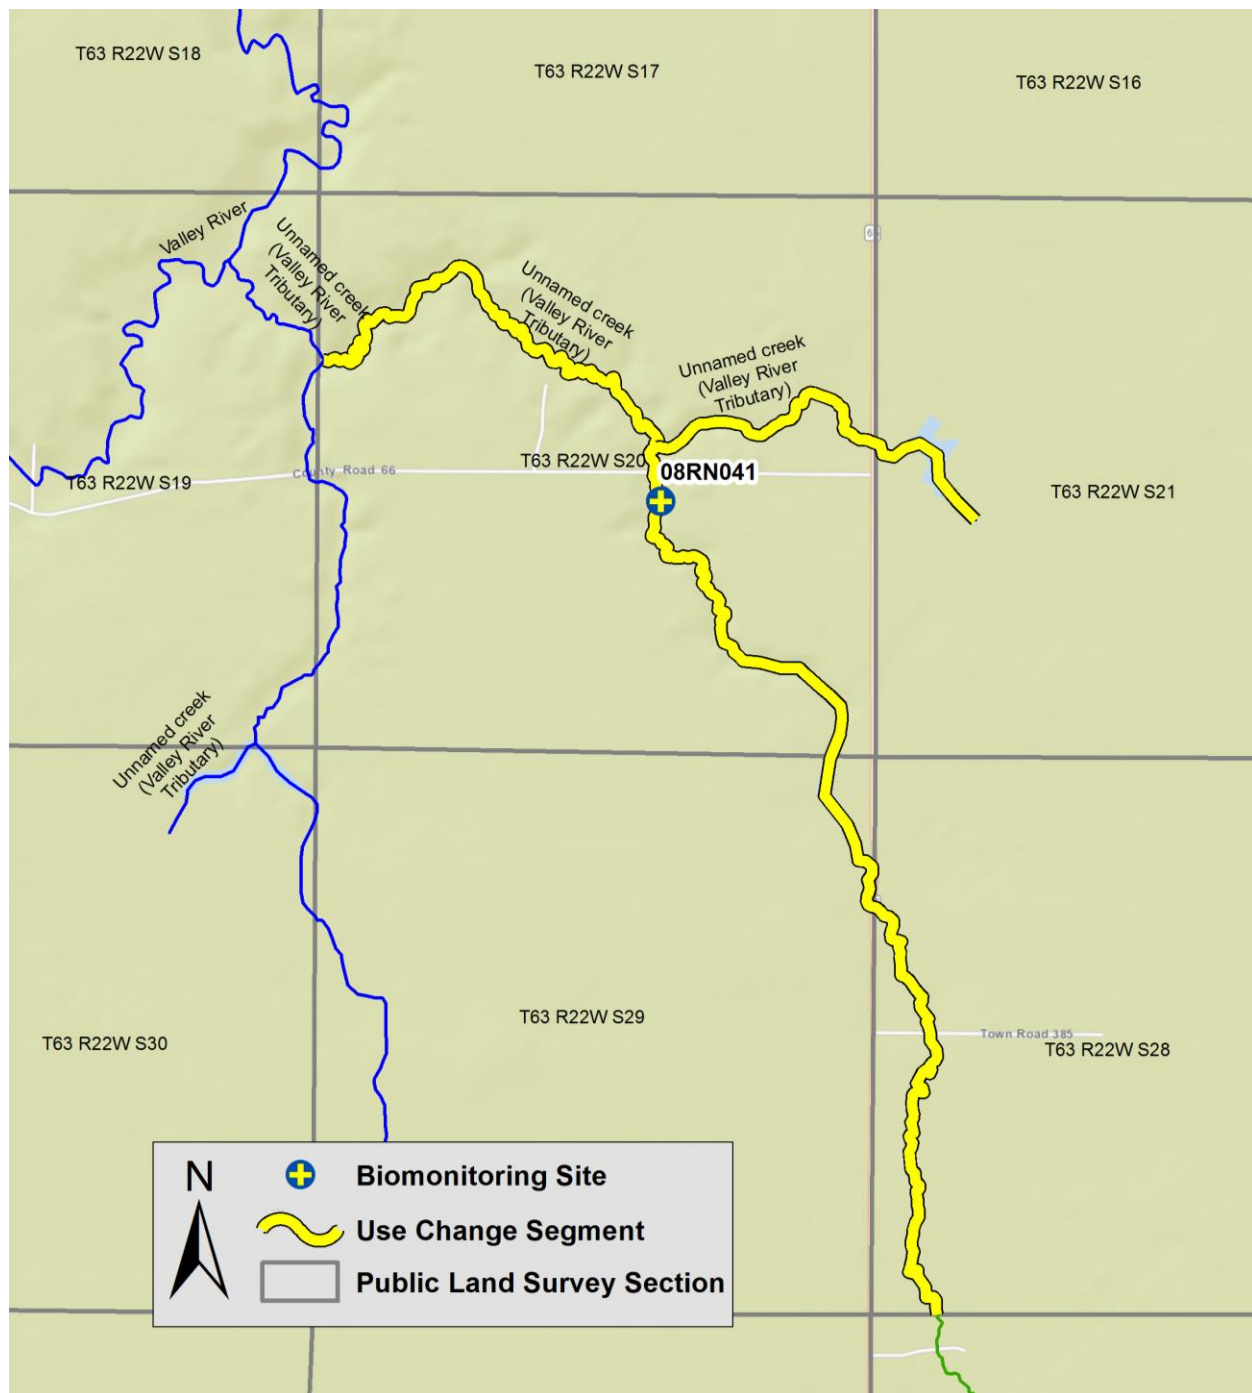 T63 R22W S18
T63 R22W S17
T63 R22W S16
Valley River
Unnamed creek
(Valley River
Tributary)
Unnamed creek
(Valley River
Tributary)
Unnamed creek
(Valley River
Tributary)
T63 R22W S19
County Road 66
T63 R22W S20
08RN041
T63 R22W S21
Unnamed creek
(Valley River
Tributary)
T63 R22W S30
T63 R22W S29
Town Road 385
T63 R22W S28
N
Biomonitoring Site
Use Change Segment
Public Land Survey Section